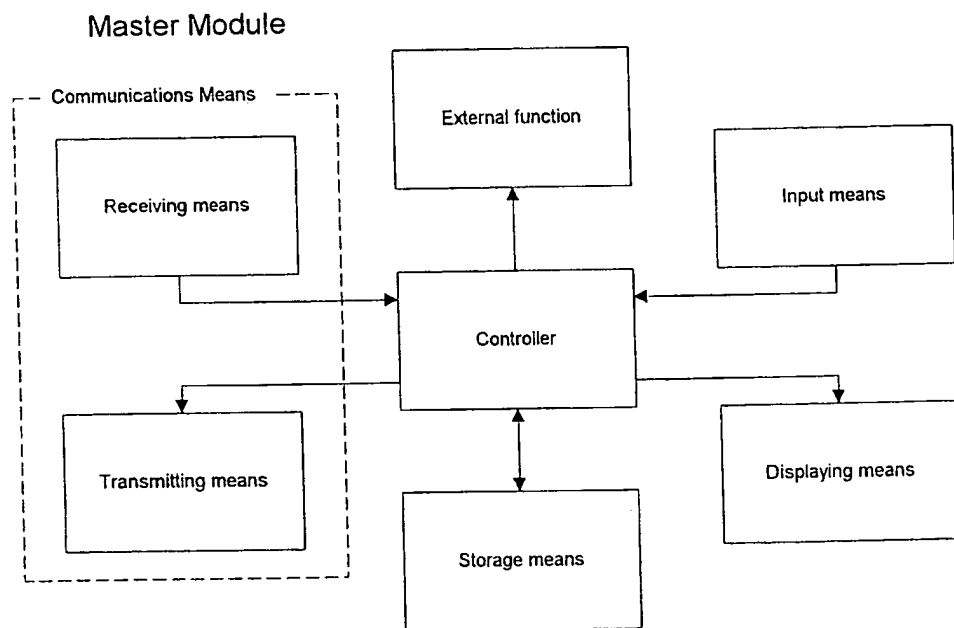 Master Module
Communications Means
External function
Receiving means
Input means
Controller
Transmitting means
Displaying means
Storage means